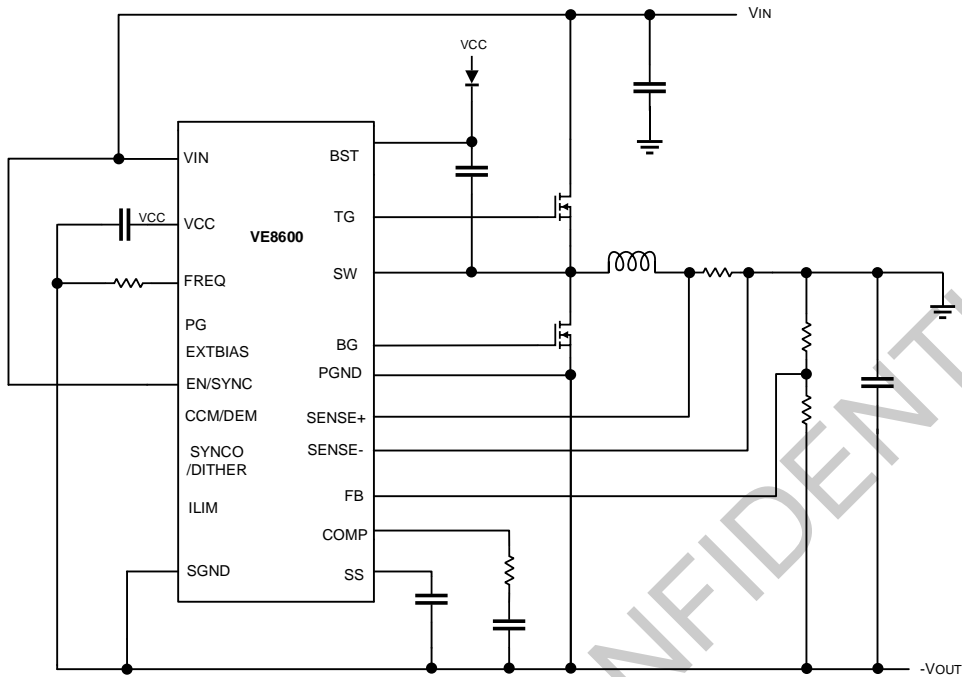 VIN
VCC
VIN
BST
VCC
VCC
VE8600
TG
FREQ
SW
PG
EXTBIAS
BG
PGND
EN/SYNC
CCM/DEM
SENSE+
SYNCO
/DITHER
SENSE-
ILIM
FB
COMP
SGND
SS
-VOUT
NFIDENTI